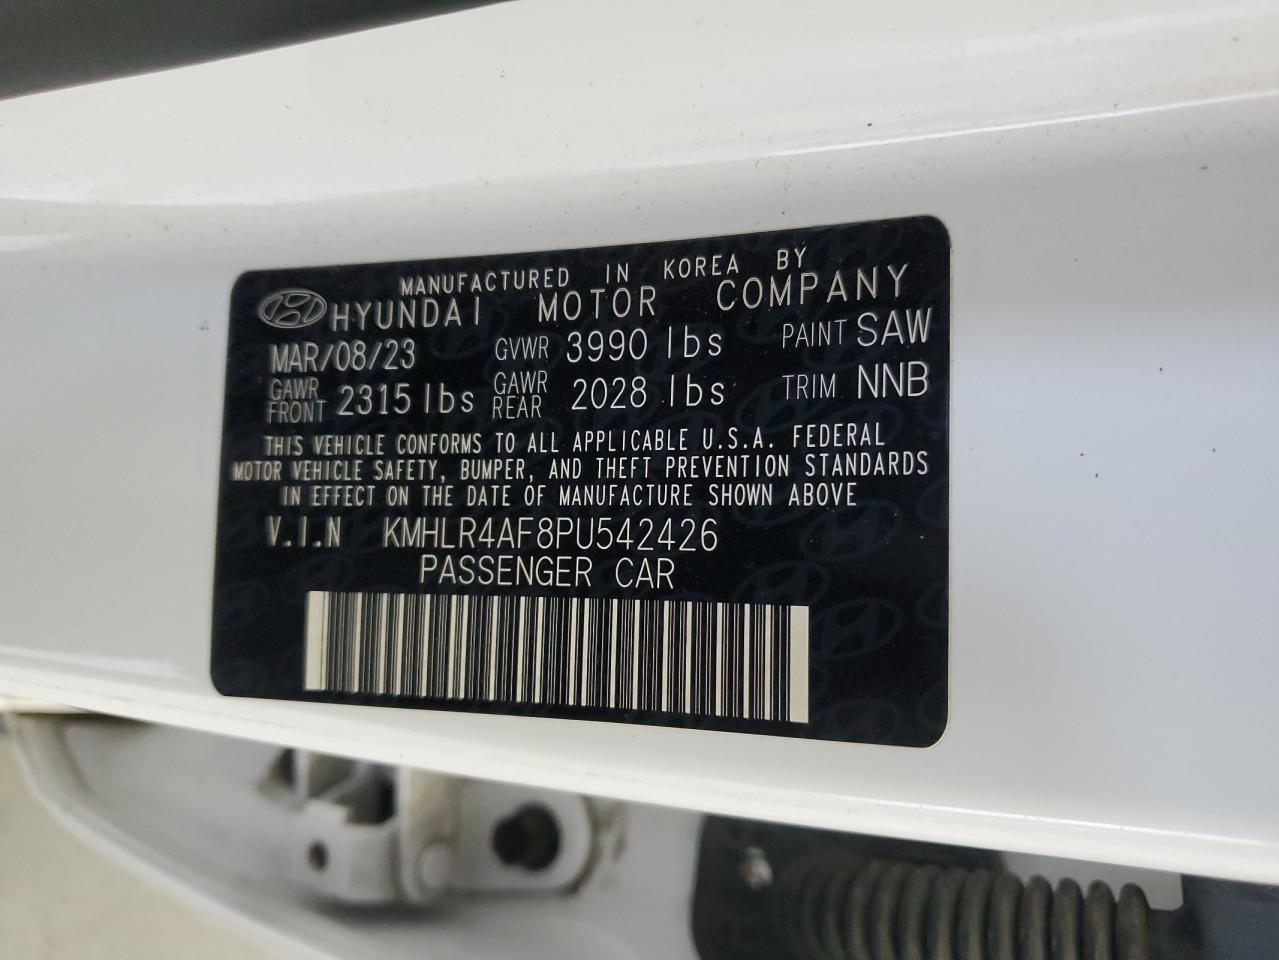 MANUFACTURED IN KOREA BY
HYUNDAI MOTOR COMPANY
MAR/08/23 GVWR 3990 lbs PAINT SAW
GAWR FRONT 2315 lbs GAWR REAR 2028 lbs TRIM NNB
THIS VEHICLE CONFORMS TO ALL APPLICABLE U.S.A. FEDERAL
MOTOR VEHICLE SAFETY, BUMPER, AND THEFT PREVENTION STANDARDS
IN EFFECT ON THE DATE OF MANUFACTURE SHOWN ABOVE
V.I.N KMHLR4AF8PU542426
PASSENGER CAR